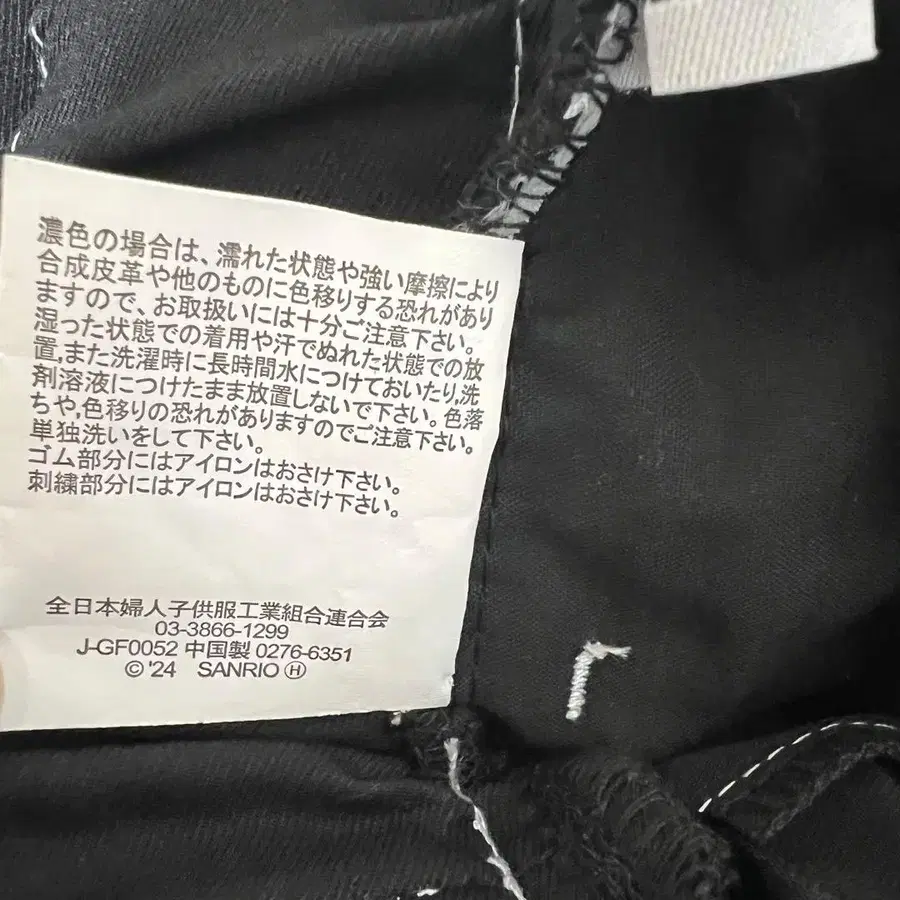 濃色の場合は、濡れた状態や強い摩擦により
合成皮革や他のものに色移りする恐れがあり
ますので、お取扱いには十分ご注意下さい。
湿った状態での着用や汗でぬれた状態での放
置,また洗濯時に長時間水につけておいたり,洗
剤溶液につけたまま放置しないで下さい。色落
ちや,色移りの恐れがありますのでご注意下さい。
単独洗いをして下さい。
ゴム部分にはアイロンはおさけ下さい。
刺繍部分にはアイロンはおさけ下さい。
全日本婦人子供服工業組合連合会
03-3866-1299
J-GF0052 中国製 0276-6351
© '24 SANRIO Ⓗ